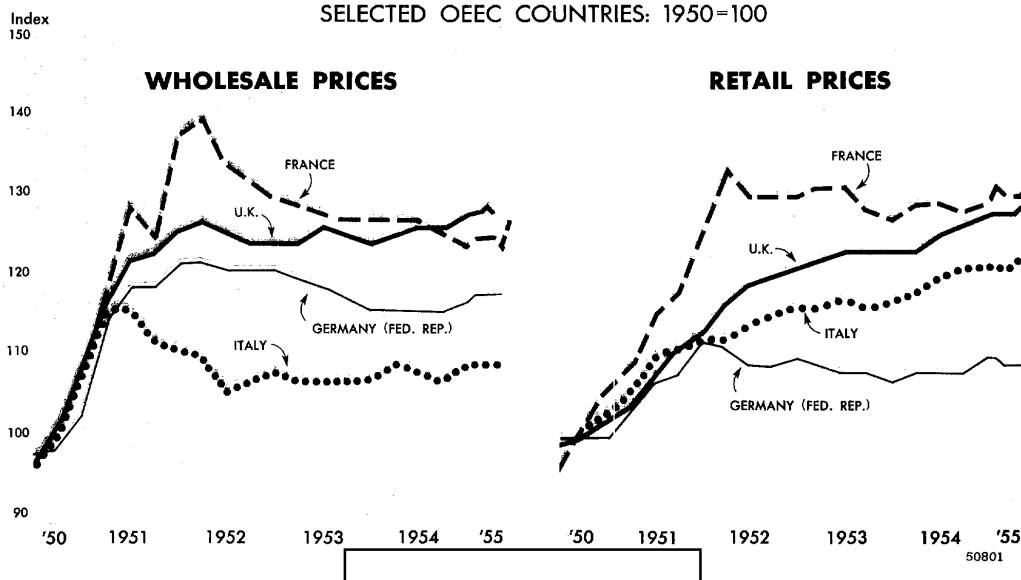 SELECTED OEEC COUNTRIES: 1950=100
Index
150
WHOLESALE PRICES
RETAIL PRICES
140
FRANCE
FRANCE
130
U.K.
U.K.
120
GERMANY (FED. REP.)
ITALY
ITALY
110
GERMANY (FED. REP.)
100
90
'50 1951 1952 1953 1954 '55
'50 1951 1952 1953 1954 '55
50801